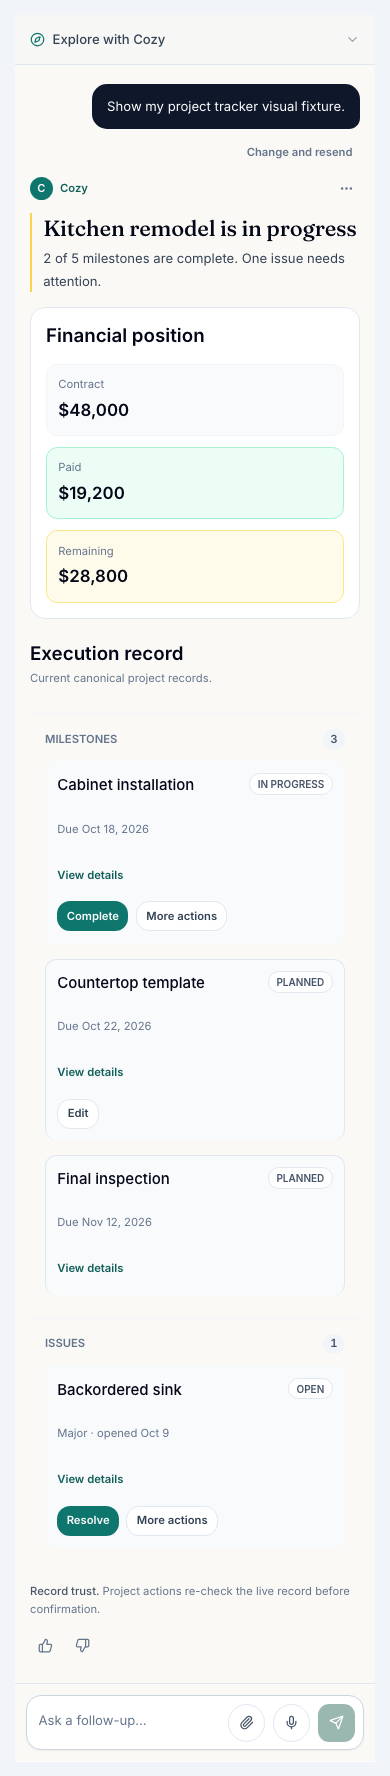 Explore with Cozy
Show my project tracker visual fixture.
Change and resend
C Cozy
Kitchen remodel is in progress
2 of 5 milestones are complete. One issue needs
attention.
Financial position
Contract
$48,000
Paid
$19,200
Remaining
$28,800
Execution record
Current canonical project records.
MILESTONES 3
Cabinet installation IN PROGRESS
Due Oct 18, 2026
View details
Complete More actions
Countertop template PLANNED
Due Oct 22, 2026
View details
Edit
Final inspection PLANNED
Due Nov 12, 2026
View details
ISSUES 1
Backordered sink OPEN
Major · opened Oct 9
View details
Resolve More actions
Record trust. Project actions re-check the live record before
confirmation.
Ask a follow-up...